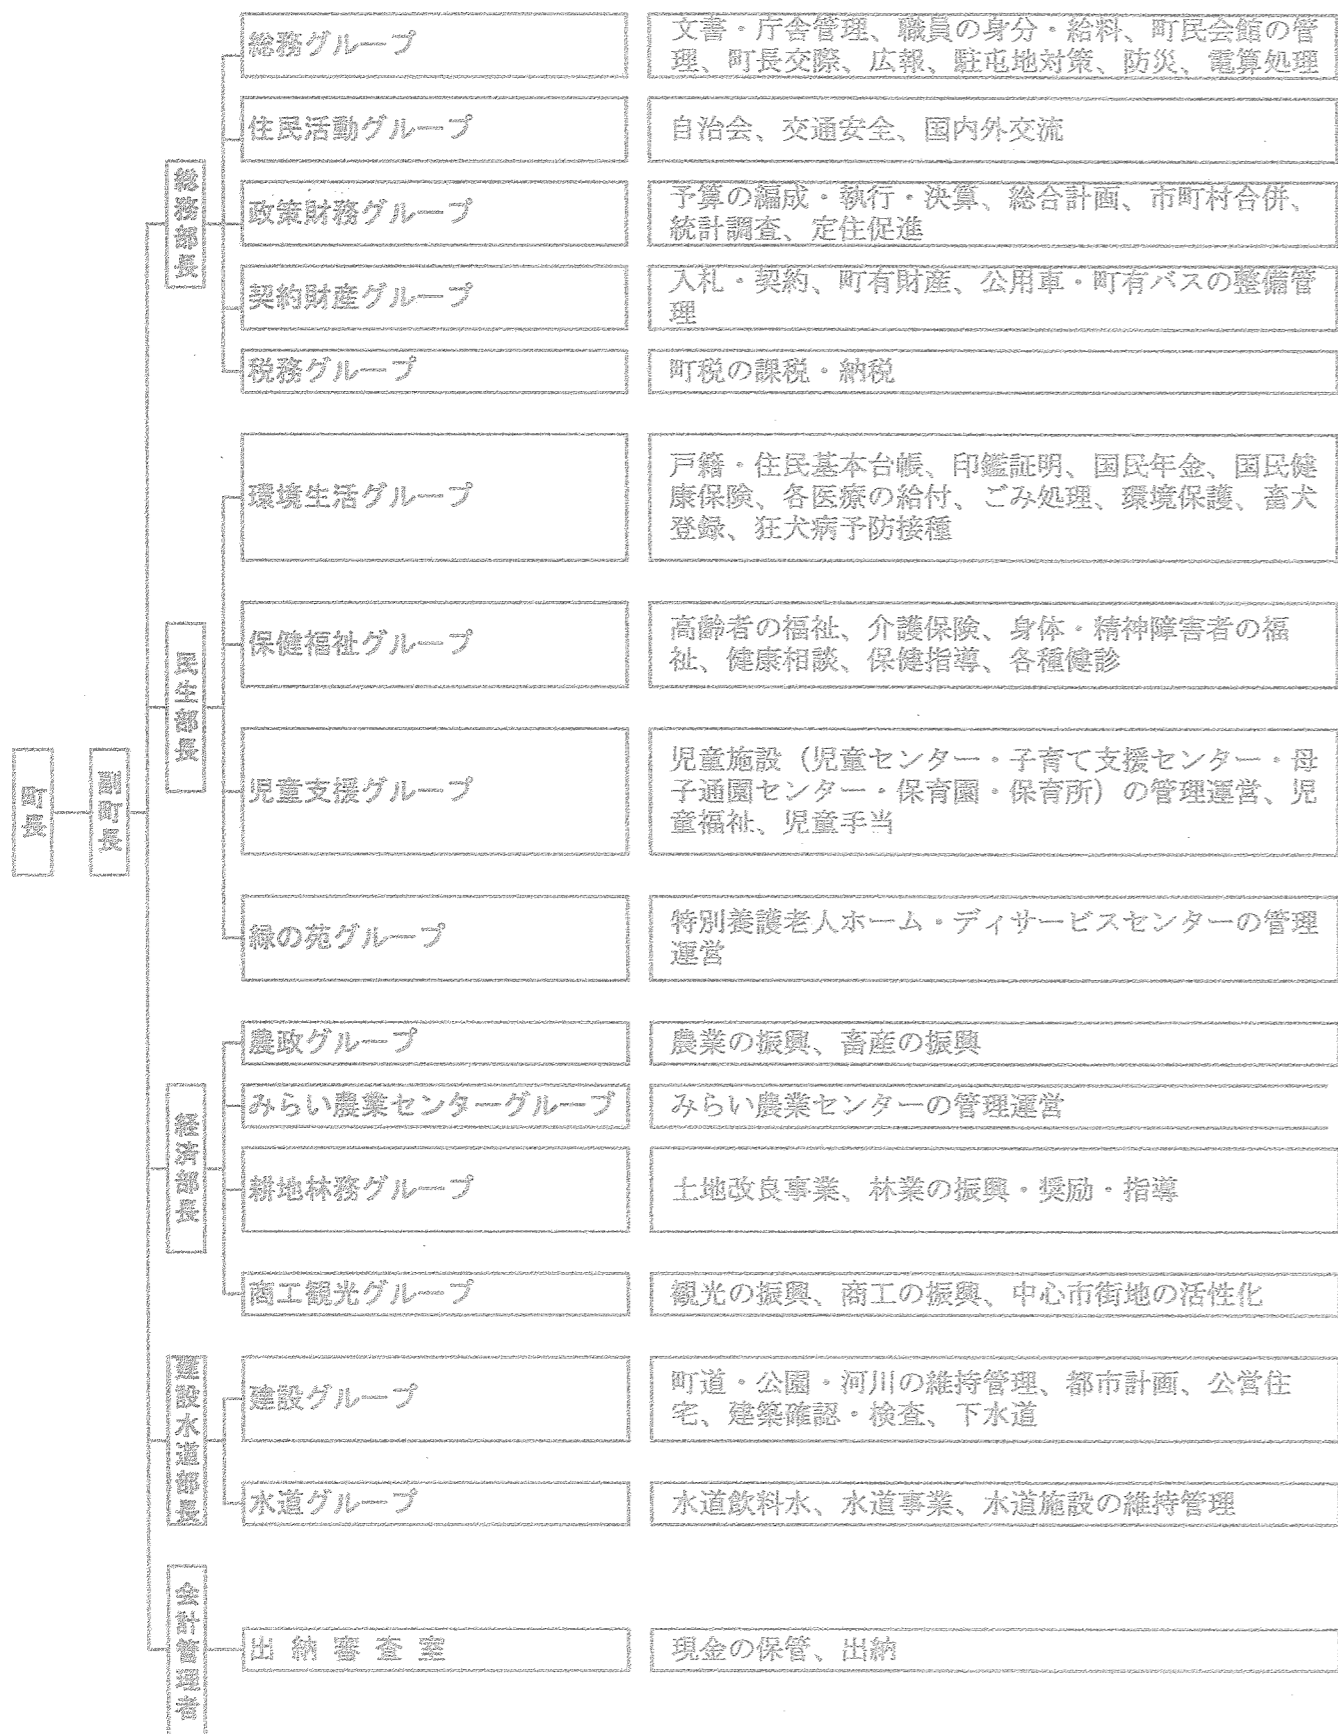 町長
副町長
総務部長
総務グループ
文書・庁舎管理、職員の身分・給料、町民会館の管
理、町長交際、広報、駐屯地対策、防災、電算処理
住民活動グループ
自治会、交通安全、国内外交流
政策財務グループ
予算の編成・執行・決算、総合計画、市町村合併、
統計調査、定住促進
契約財産グループ
入札・契約、町有財産、公用車・町有バスの整備管
理
税務グループ
町税の課税・納税
民生部長
環境生活グループ
戸籍・住民基本台帳、印鑑証明、国民年金、国民健
康保険、各医療の給付、ごみ処理、環境保護、畜犬
登録、狂犬病予防接種
保健福祉グループ
高齢者の福祉、介護保険、身体・精神障害者の福
祉、健康相談、保健指導、各種健診
児童支援グループ
児童施設（児童センター・子育て支援センター・母
子通園センター・保育園・保育所）の管理運営、児
童福祉、児童手当
緑の苑グループ
特別養護老人ホーム・ディサービスセンターの管理
運営
経済部長
農政グループ
農業の振興、畜産の振興
みらい農業センターグループ
みらい農業センターの管理運営
耕地林務グループ
土地改良事業、林業の振興・奨励・指導
商工観光グループ
観光の振興、商工の振興、中心市街地の活性化
建設水道部長
建設グループ
町道・公園・河川の維持管理、都市計画、公営住
宅、建築確認・検査、下水道
水道グループ
水道飲料水、水道事業、水道施設の維持管理
会計管理者
出納審査室
現金の保管、出納